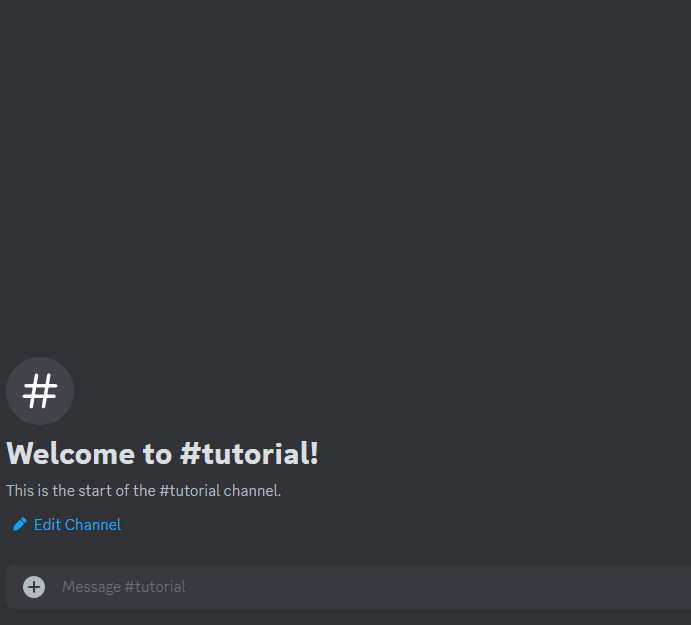 #
Welcome to #tutorial!
This is the start of the #tutorial channel.
Edit Channel
Message #tutorial